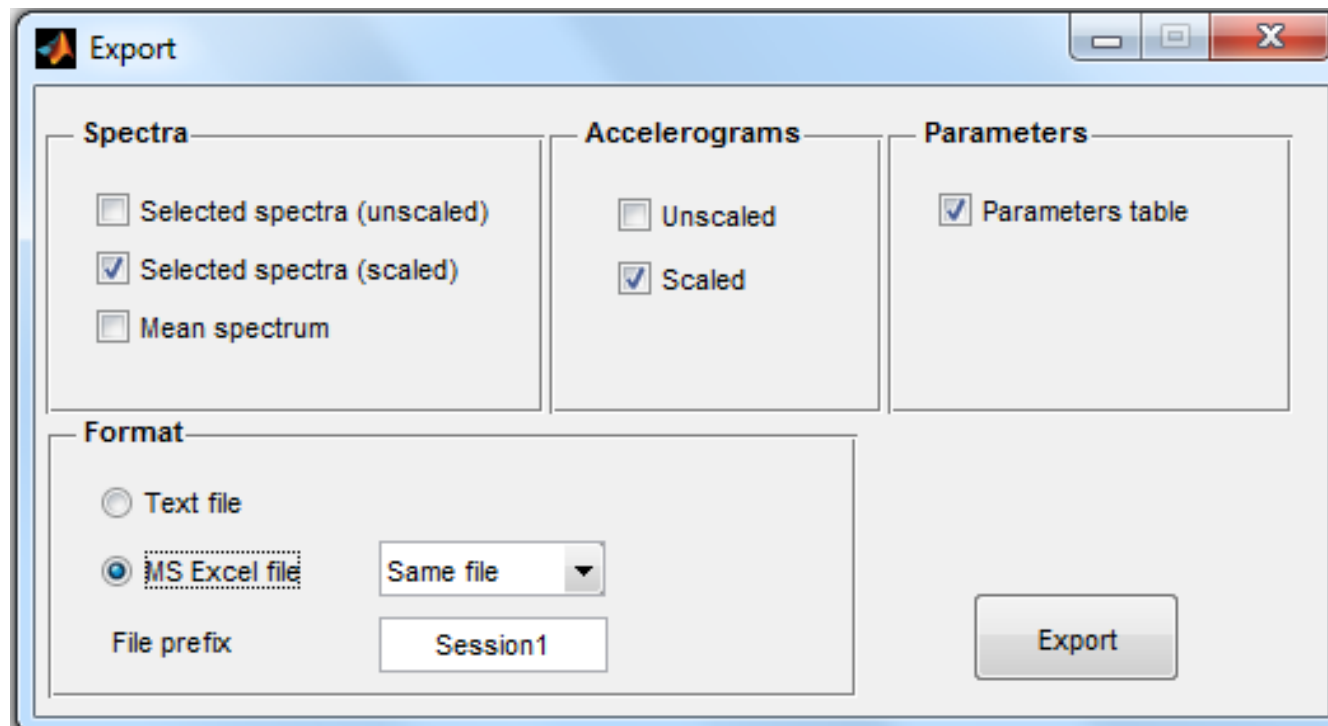 Export
Spectra
Selected spectra (unscaled)
Selected spectra (scaled)
Mean spectrum
Accelerograms
Unscaled
Scaled
Parameters
Parameters table
Format
Text file
MS Excel file
Same file
File prefix
Session1
Export